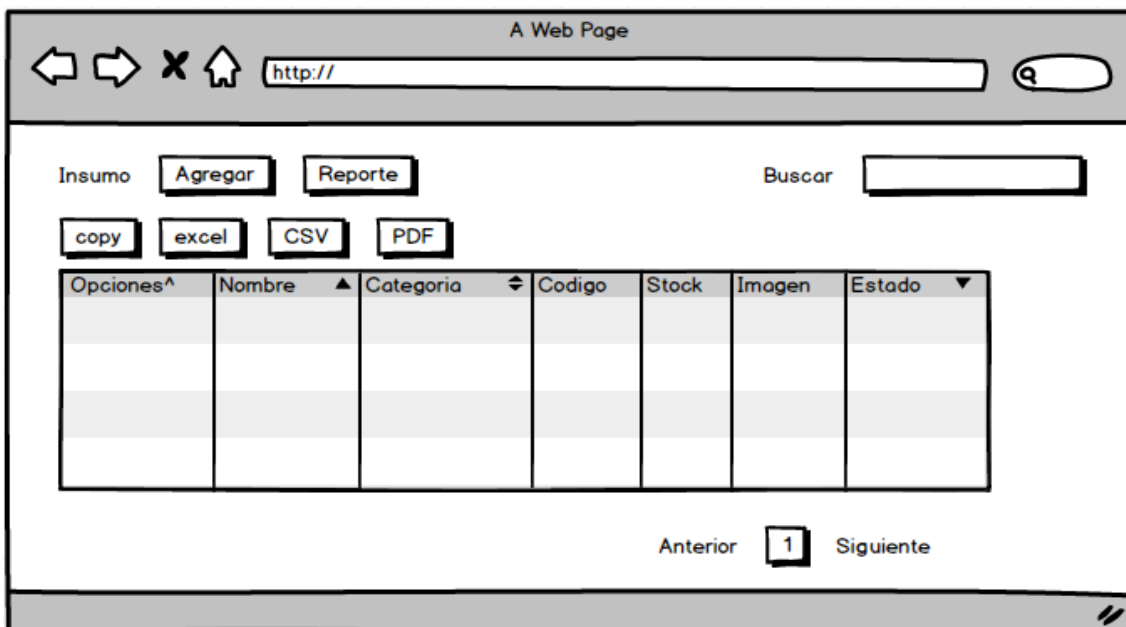 A Web Page
http://
Insumo Agregar Reporte Buscar
copy excel CSV PDF
Opciones^ Nombre Categoria Codigo Stock Imagen Estado
Anterior 1 Siguiente